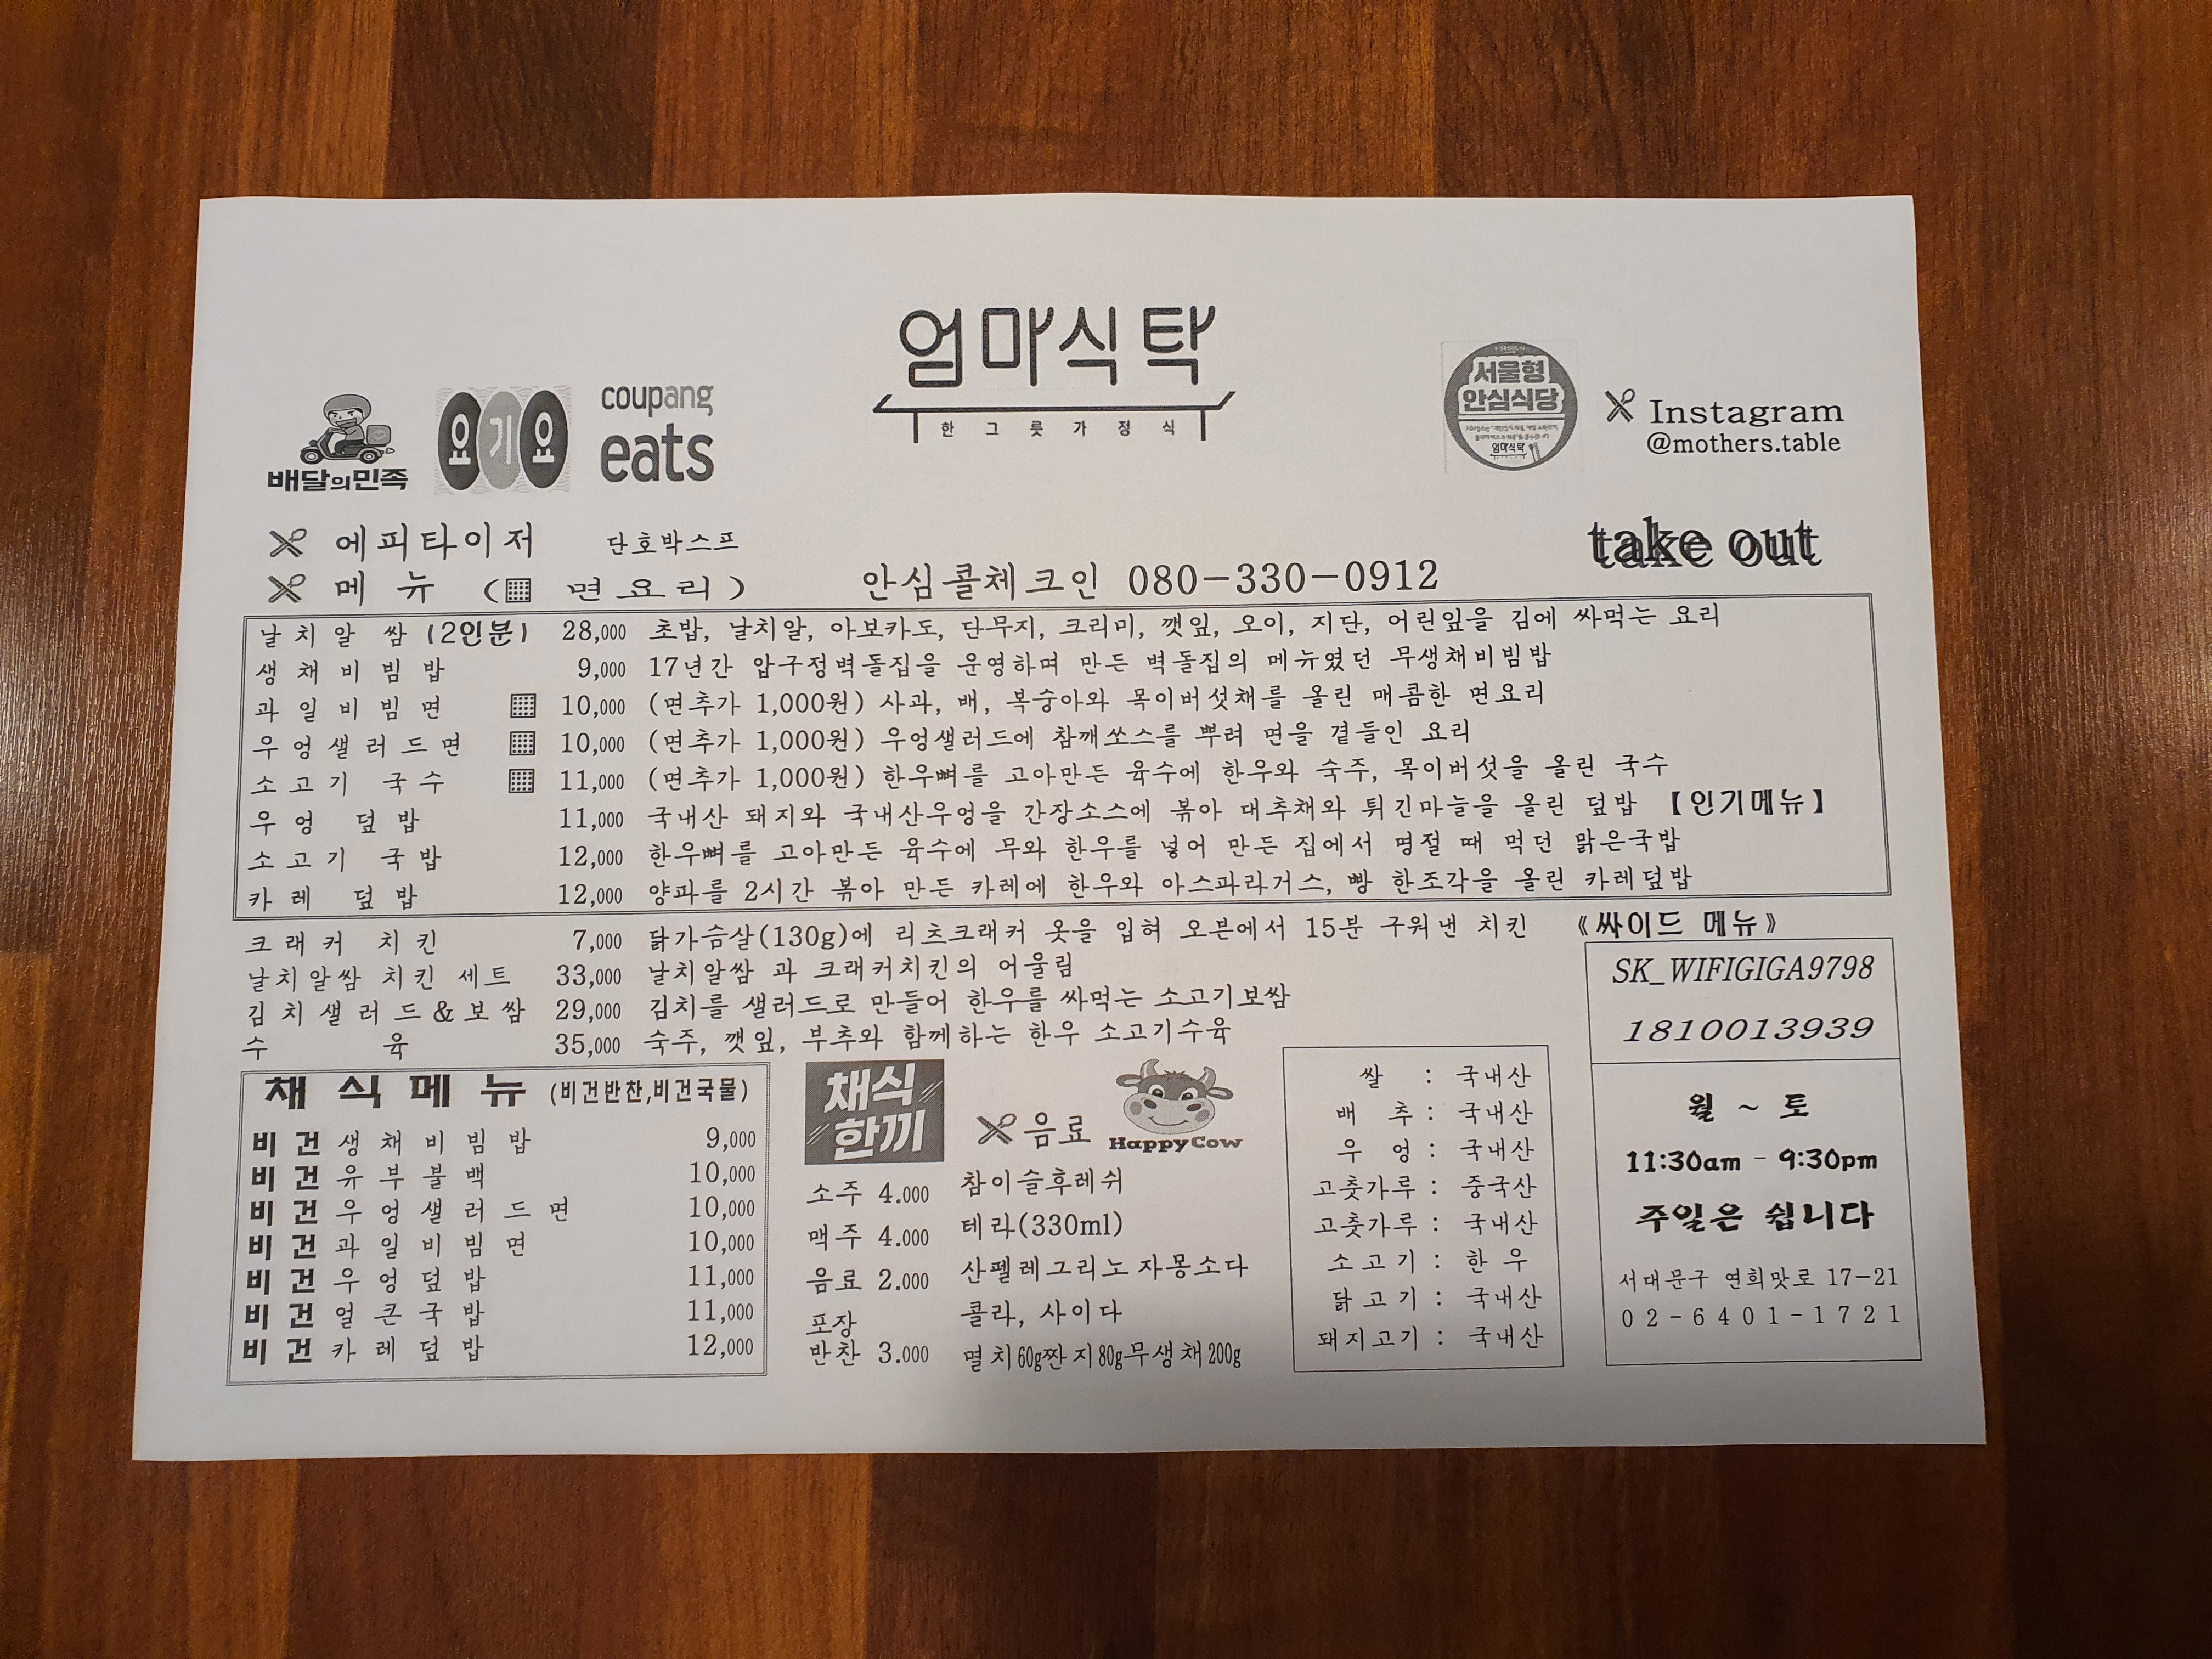 엄마식탁
한그릇가정식
배달의민족
요기요
coupang
eats
서울형
안심식당
엄마식탁
Instagram
@mothers.table
에피타이저 단호박스프
take out
메뉴 (▦ 면요리) 안심콜체크인 080-330-0912
날치알 쌈 (2인분) 28,000 초밥, 날치알, 아보카도, 단무지, 크리미, 깻잎, 오이, 지단, 어린잎을 김에 싸먹는 요리
생채비빔밥 9,000 17년간 압구정벽돌집을 운영하며 만든 벽돌집의 메뉴였던 무생채비빔밥
과일비빔면 ▦ 10,000 (면추가 1,000원) 사과, 배, 복숭아와 목이버섯채를 올린 매콤한 면요리
우엉샐러드면 ▦ 10,000 (면추가 1,000원) 우엉샐러드에 참깨쏘스를 뿌려 면을 곁들인 요리
소고기 국수 ▦ 11,000 (면추가 1,000원) 한우뼈를 고아만든 육수에 한우와 숙주, 목이버섯을 올린 국수
우엉 덮밥 11,000 국내산 돼지와 국내산우엉을 간장소스에 볶아 대추채와 튀긴마늘을 올린 덮밥 【인기메뉴】
소고기 국밥 12,000 한우뼈를 고아만든 육수에 무와 한우를 넣어 만든 집에서 명절 때 먹던 맑은국밥
카레 덮밥 12,000 양파를 2시간 볶아 만든 카레에 한우와 아스파라거스, 빵 한조각을 올린 카레덮밥
크래커 치킨 7,000 닭가슴살(130g)에 리츠크래커 옷을 입혀 오븐에서 15분 구워낸 치킨 《싸이드 메뉴》
날치알쌈 치킨 세트 33,000 날치알쌈 과 크래커치킨의 어울림
김치샐러드&보쌈 29,000 김치를 샐러드로 만들어 한우를 싸먹는 소고기보쌈
수 육 35,000 숙주, 깻잎, 부추와 함께하는 한우 소고기수육
채식메뉴 (비건반찬,비건국물)
비건 생채비빔밥 9,000
비건 유부불백 10,000
비건 우엉샐러드면 10,000
비건 과일비빔면 10,000
비건 우엉덮밥 11,000
비건 얼큰국밥 11,000
비건 카레덮밥 12,000
채식
한끼
음료
HappyCow
소주 4.000 참이슬후레쉬
맥주 4.000 테라(330ml)
음료 2.000 산펠레그리노 자몽소다
콜라, 사이다
포장
반찬 3.000 멸치60g짠지80g무생채200g
쌀 : 국내산
배추 : 국내산
우엉 : 국내산
고춧가루 : 중국산
고춧가루 : 국내산
소고기 : 한우
닭고기 : 국내산
돼지고기 : 국내산
SK_WIFIGIGA9798
1810013939
월 ~ 토
11:30am - 9:30pm
주일은 쉽니다
서대문구 연희맛로 17-21
02-6401-1721